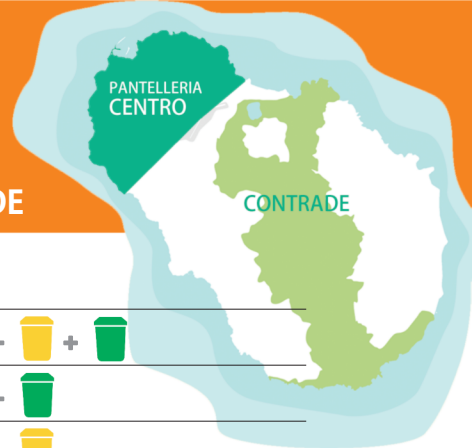 PANTELLERIA
CENTRO
DE
CONTRADE
+
+